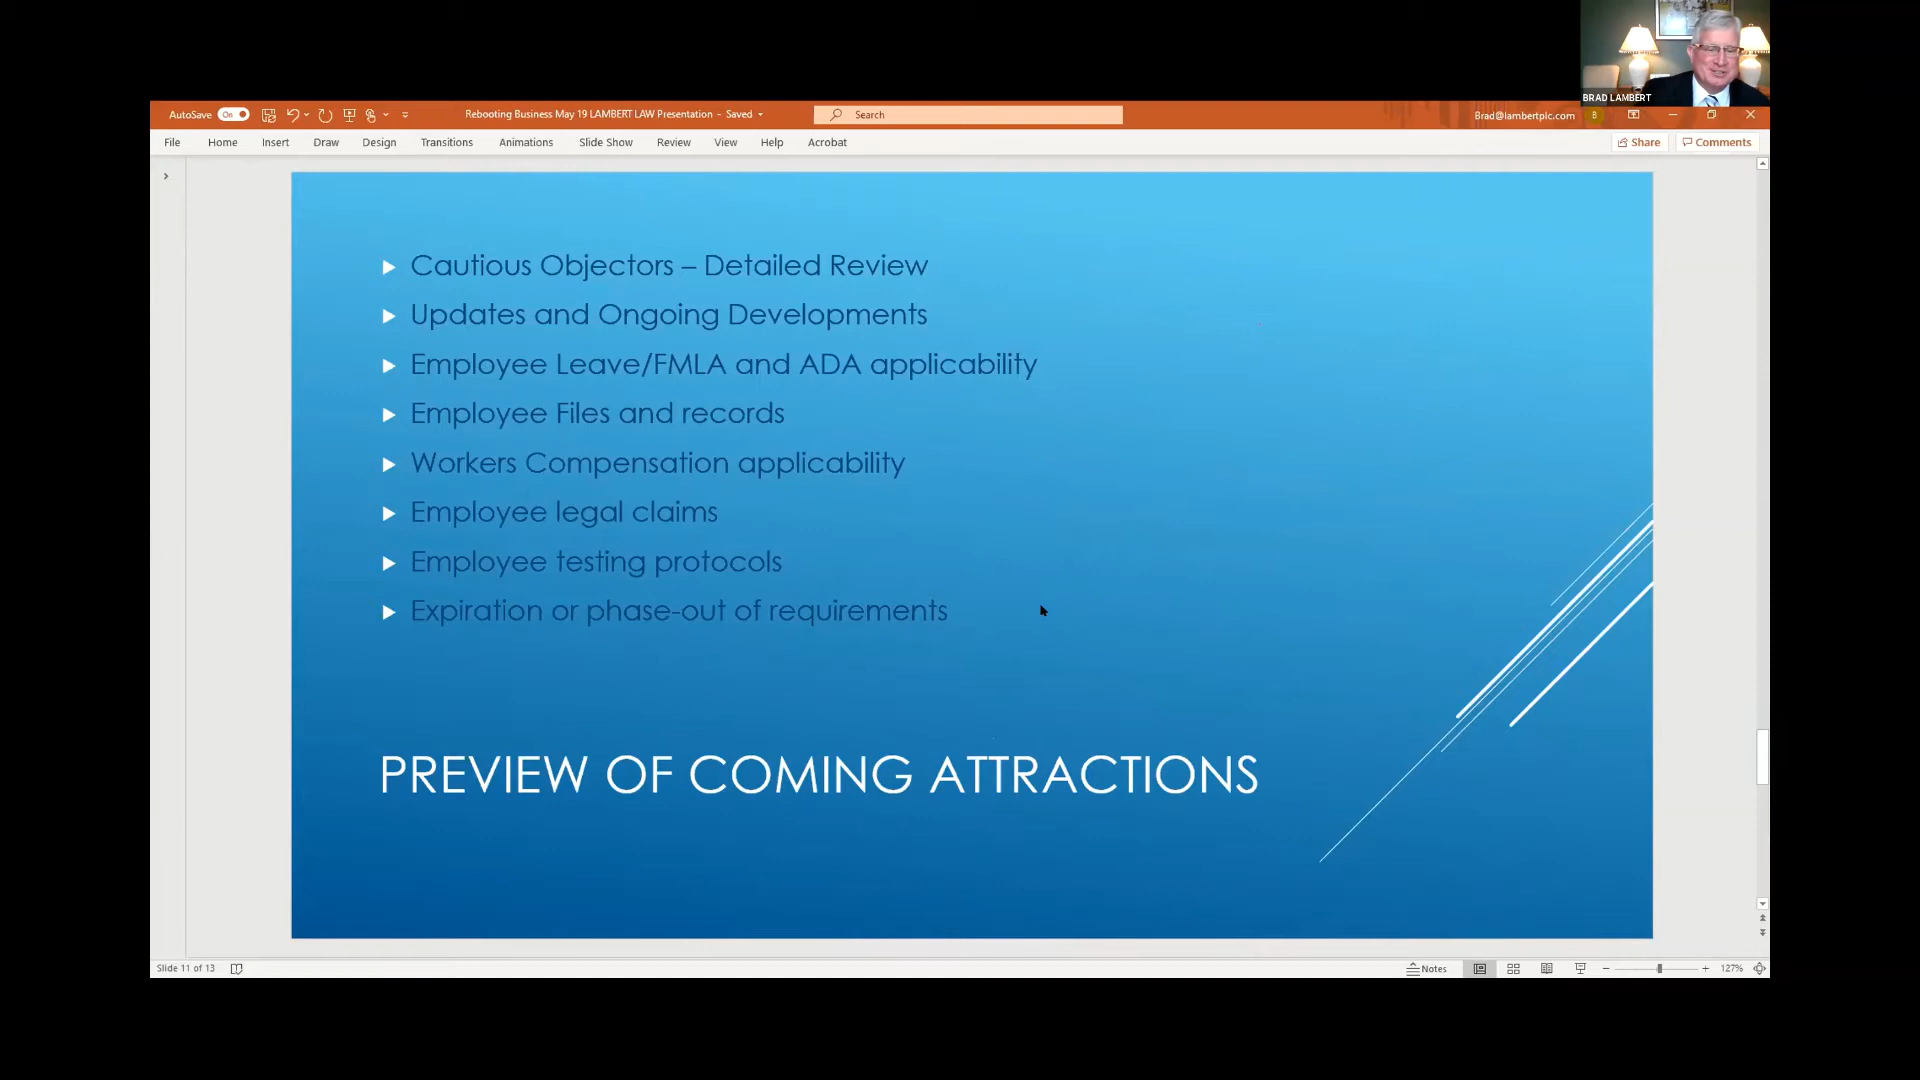 BRAD LAMBERT
AutoSave On
Rebooting Business May 19 LAMBERT LAW Presentation - Saved
Search
Brad@lambertplc.com
B
File Home Insert Draw Design Transitions Animations Slide Show Review View Help Acrobat
Share
Comments
Cautious Objectors – Detailed Review
Updates and Ongoing Developments
Employee Leave/FMLA and ADA applicability
Employee Files and records
Workers Compensation applicability
Employee legal claims
Employee testing protocols
Expiration or phase-out of requirements
PREVIEW OF COMING ATTRACTIONS
Slide 11 of 13
Notes
127%